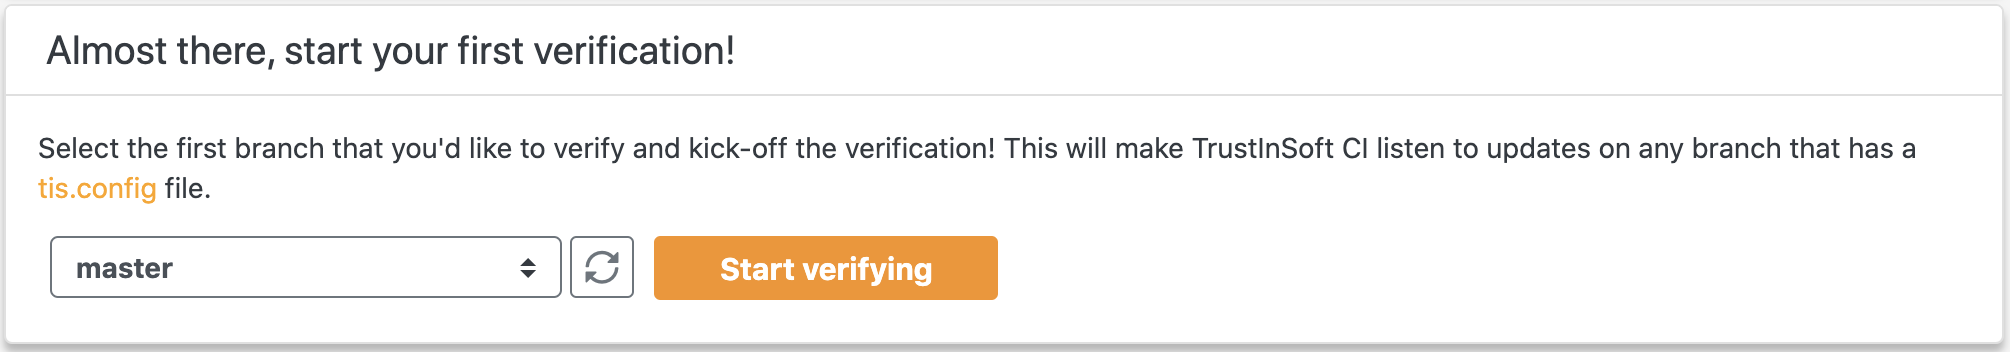 Almost there, start your first verification!
Select the first branch that you'd like to verify and kick-off the verification! This will make TrustInSoft CI listen to updates on any branch that has a
tis.config file.
master
Start verifying